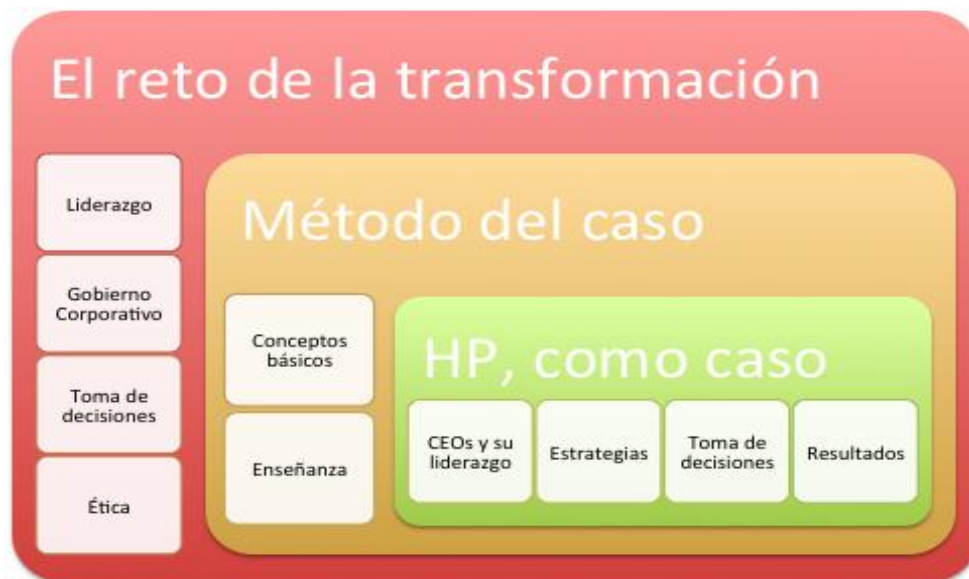 El reto de la transformación
Liderazgo
Gobierno
Corporativo
Toma de
decisiones
Ética
Método del caso
Conceptos
básicos
Enseñanza
HP, como caso
CEOs y su
liderazgo
Estrategias
Toma de
decisiones
Resultados